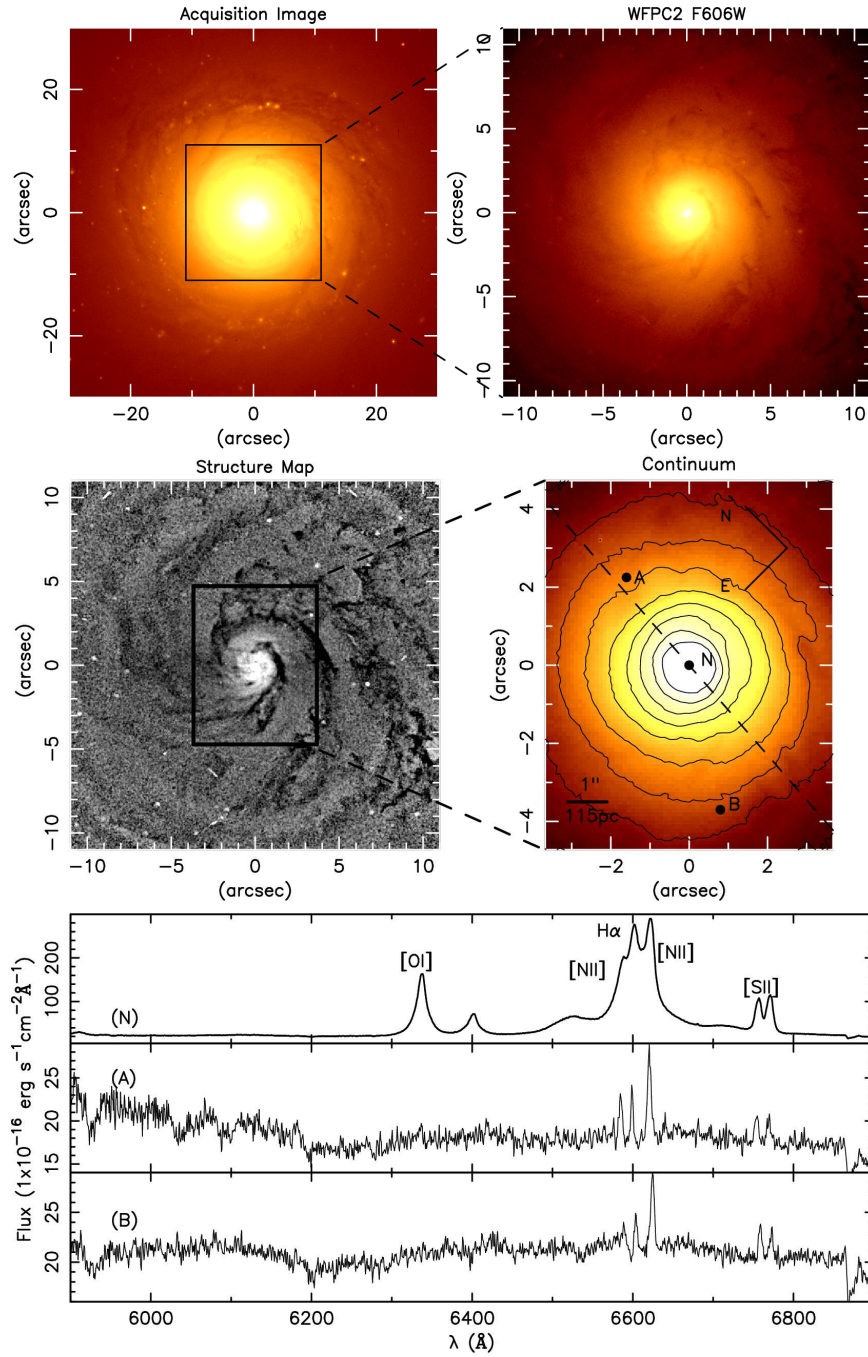 Acquisition Image
WFPC2 F606W
(arcsec)
−20 0 20
−20 0 20
(arcsec)
(arcsec)
−10 −5 0 5 10
−10 −5 0 5 10
(arcsec)
Structure Map
Continuum
(arcsec)
−10 −5 0 5 10
−10 −5 0 5 10
(arcsec)
(arcsec)
−4 −2 0 2 4
N
E
A
N
B
1"
115pc
−2 0 2
(arcsec)
Flux (1×10−16 erg s−1cm−2Å−1)
100 200
[OI]
[NII]
Hα
[NII]
[SII]
(N)
15 20 25
(A)
20 25
(B)
6000 6200 6400 6600 6800
λ (Å)